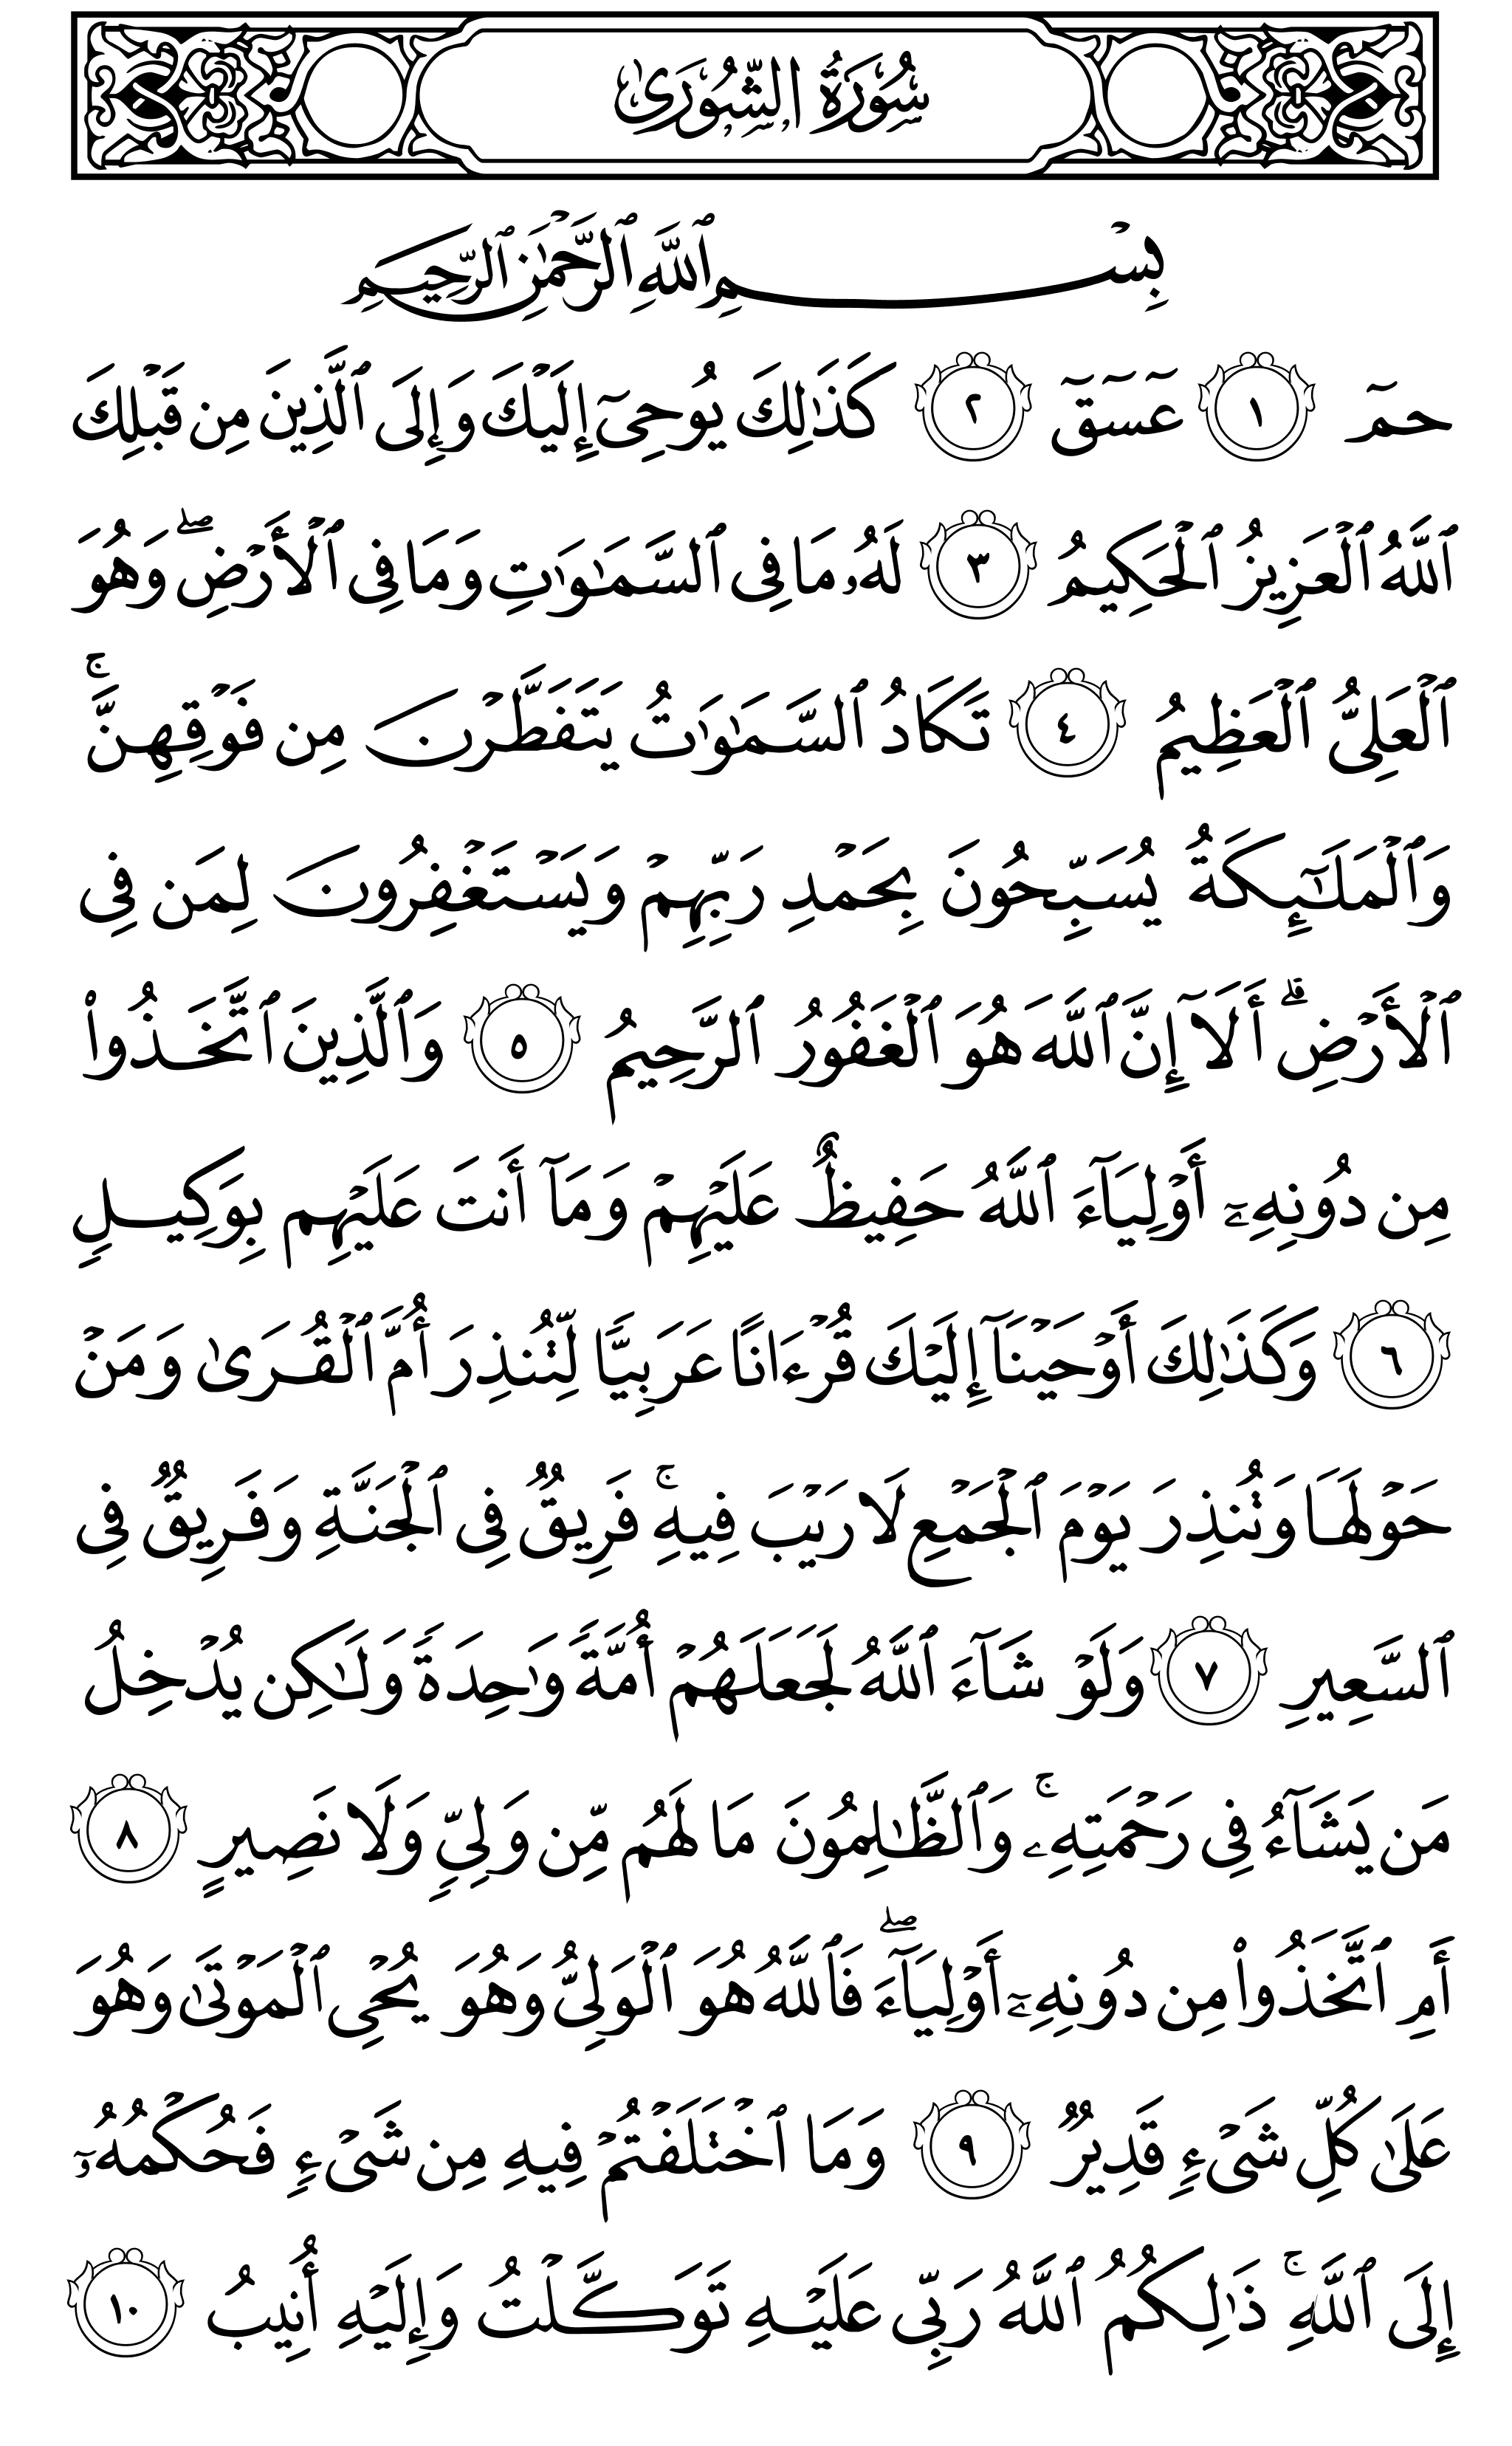 سُورَةُ الشُّورَىٰ
بِسْمِ ٱللَّهِ ٱلرَّحْمَٰنِ ٱلرَّحِيمِ
حمٓ ١ عٓسٓقٓ ٢ كَذَٰلِكَ يُوحِىٓ إِلَيْكَ وَإِلَى ٱلَّذِينَ مِن قَبْلِكَ
ٱللَّهُ ٱلْعَزِيزُ ٱلْحَكِيمُ ٣ لَهُۥ مَا فِى ٱلسَّمَٰوَٰتِ وَمَا فِى ٱلْأَرْضِ ۖ وَهُوَ
ٱلْعَلِىُّ ٱلْعَظِيمُ ٤ تَكَادُ ٱلسَّمَٰوَٰتُ يَتَفَطَّرْنَ مِن فَوْقِهِنَّ ۚ
وَٱلْمَلَٰٓئِكَةُ يُسَبِّحُونَ بِحَمْدِ رَبِّهِمْ وَيَسْتَغْفِرُونَ لِمَن فِى
ٱلْأَرْضِ ۗ أَلَآ إِنَّ ٱللَّهَ هُوَ ٱلْغَفُورُ ٱلرَّحِيمُ ٥ وَٱلَّذِينَ ٱتَّخَذُوا۟
مِن دُونِهِۦٓ أَوْلِيَآءَ ٱللَّهُ حَفِيظٌ عَلَيْهِمْ وَمَآ أَنتَ عَلَيْهِم بِوَكِيلٍ
٦ وَكَذَٰلِكَ أَوْحَيْنَآ إِلَيْكَ قُرْءَانًا عَرَبِيًّا لِّتُنذِرَ أُمَّ ٱلْقُرَىٰ وَمَنْ
حَوْلَهَا وَتُنذِرَ يَوْمَ ٱلْجَمْعِ لَا رَيْبَ فِيهِ ۚ فَرِيقٌ فِى ٱلْجَنَّةِ وَفَرِيقٌ فِى
ٱلسَّعِيرِ ٧ وَلَوْ شَآءَ ٱللَّهُ لَجَعَلَهُمْ أُمَّةً وَٰحِدَةً وَلَٰكِن يُدْخِلُ
مَن يَشَآءُ فِى رَحْمَتِهِۦ ۚ وَٱلظَّٰلِمُونَ مَا لَهُم مِّن وَلِىٍّ وَلَا نَصِيرٍ ٨
أَمِ ٱتَّخَذُوا۟ مِن دُونِهِۦٓ أَوْلِيَآءَ ۖ فَٱللَّهُ هُوَ ٱلْوَلِىُّ وَهُوَ يُحْىِ ٱلْمَوْتَىٰ وَهُوَ
عَلَىٰ كُلِّ شَىْءٍ قَدِيرٌ ٩ وَمَا ٱخْتَلَفْتُمْ فِيهِ مِن شَىْءٍ فَحُكْمُهُۥٓ
إِلَى ٱللَّهِ ۚ ذَٰلِكُمُ ٱللَّهُ رَبِّى عَلَيْهِ تَوَكَّلْتُ وَإِلَيْهِ أُنِيبُ ١٠